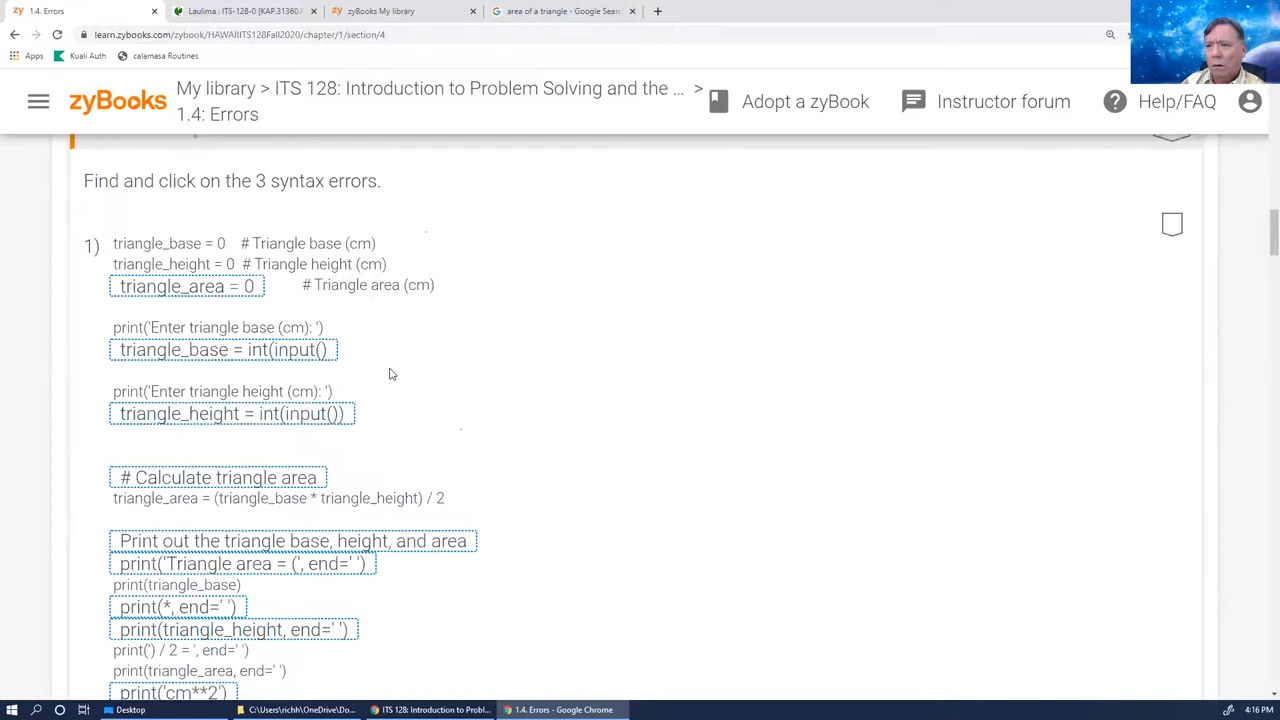 1.4. Errors
Laulima : ITS-128-0 [KAP.31360.F
zyBooks My library
area of a triangle - Google Searc
learn.zybooks.com/zybook/HAWAIIITS128Fall2020/chapter/1/section/4
Apps
Kuali Auth
calamasa Routines
zyBooks
My library > ITS 128: Introduction to Problem Solving and the ... >
1.4: Errors
Adopt a zyBook
Instructor forum
Help/FAQ
Find and click on the 3 syntax errors.
1)
triangle_base = 0 # Triangle base (cm)
triangle_height = 0 # Triangle height (cm)
triangle_area = 0 # Triangle area (cm)
print('Enter triangle base (cm): ')
triangle_base = int(input()
print('Enter triangle height (cm): ')
triangle_height = int(input())
# Calculate triangle area
triangle_area = (triangle_base * triangle_height) / 2
Print out the triangle base, height, and area
print('Triangle area = (', end=' ')
print(triangle_base)
print(*, end=' ')
print(triangle_height, end=' ')
print(') / 2 = ', end=' ')
print(triangle_area, end=' ')
print('cm**2')
Desktop
C:\Users\richh\OneDrive\Do...
ITS 128: Introduction to Probl...
1.4. Errors - Google Chrome
4:16 PM